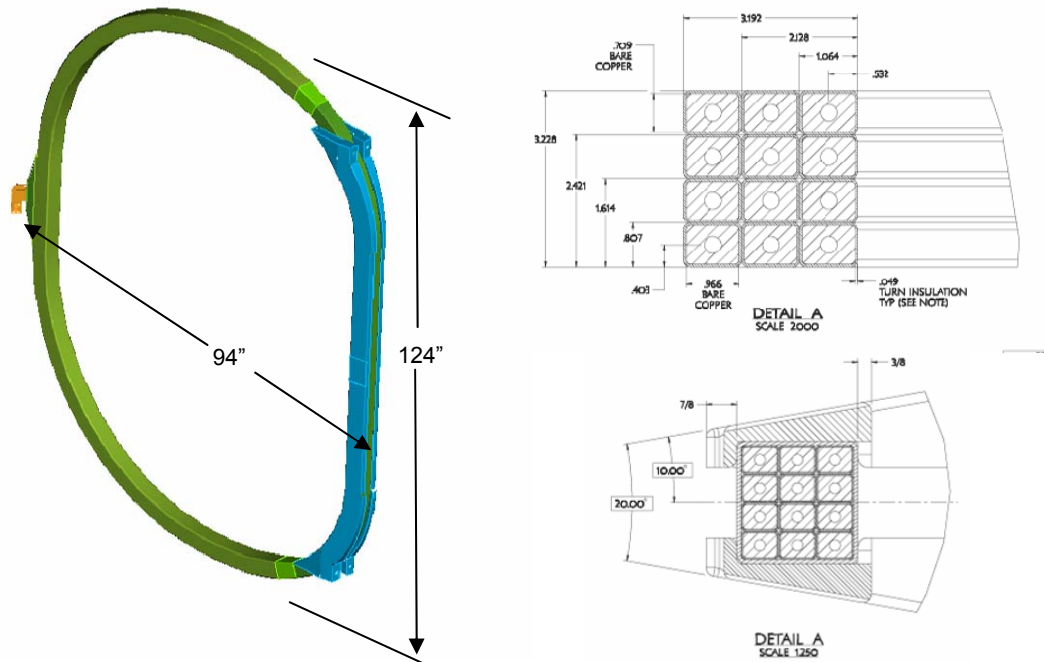 94”
124”
3.192
2.128
1.064
.532
.709
BARE
COPPER
3.228
2.421
1.614
.807
.403
.966
BARE
COPPER
.049
TURN INSULATION
TYP (SEE NOTE)
DETAIL A
SCALE 2.000
3/8
7/8
10.00°
20.00°
DETAIL A
SCALE 1.250